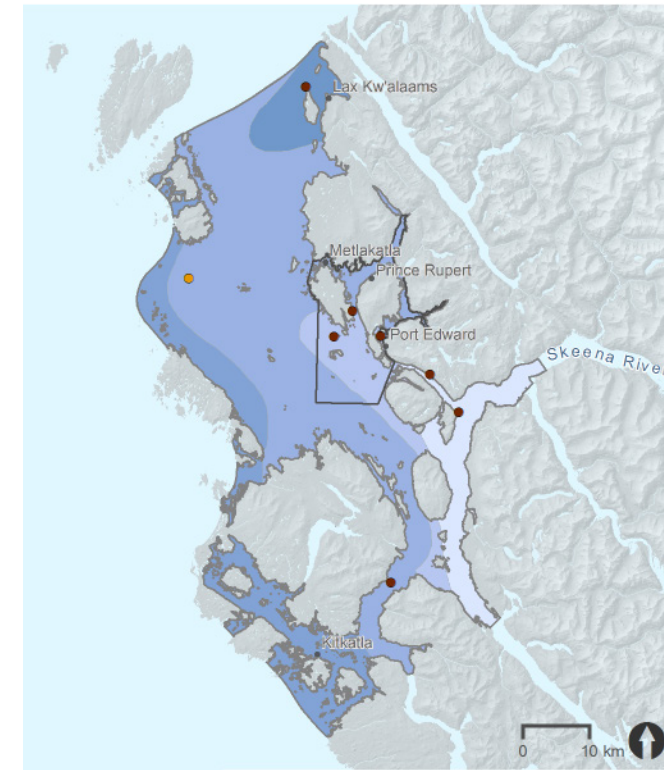 Lax Kw'alaams
Metlakatla
Prince Rupert
Port Edward
Skeena River
Kitkatla
0 10 km